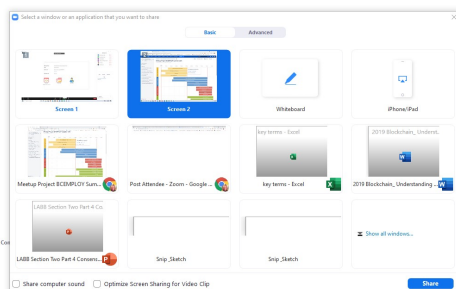 Select a window or an application that you want to share
Basic
Advanced
Screen 1
Screen 2
Whiteboard
iPhone/iPad
key terms - Excel
2019 Blockchain_ Underst...
Meetup Project BCEMPLOY Sum...
Post Attendee - Zoom - Google ...
key terms - Excel
2019 Blockchain_ Understanding ...
LABB Section Two Part 4 Co...
LABB Section Two Part 4 Consens...
Snip_Sketch
Snip_Sketch
Show all windows...
Con
Share computer sound
Optimize Screen Sharing for Video Clip
Share